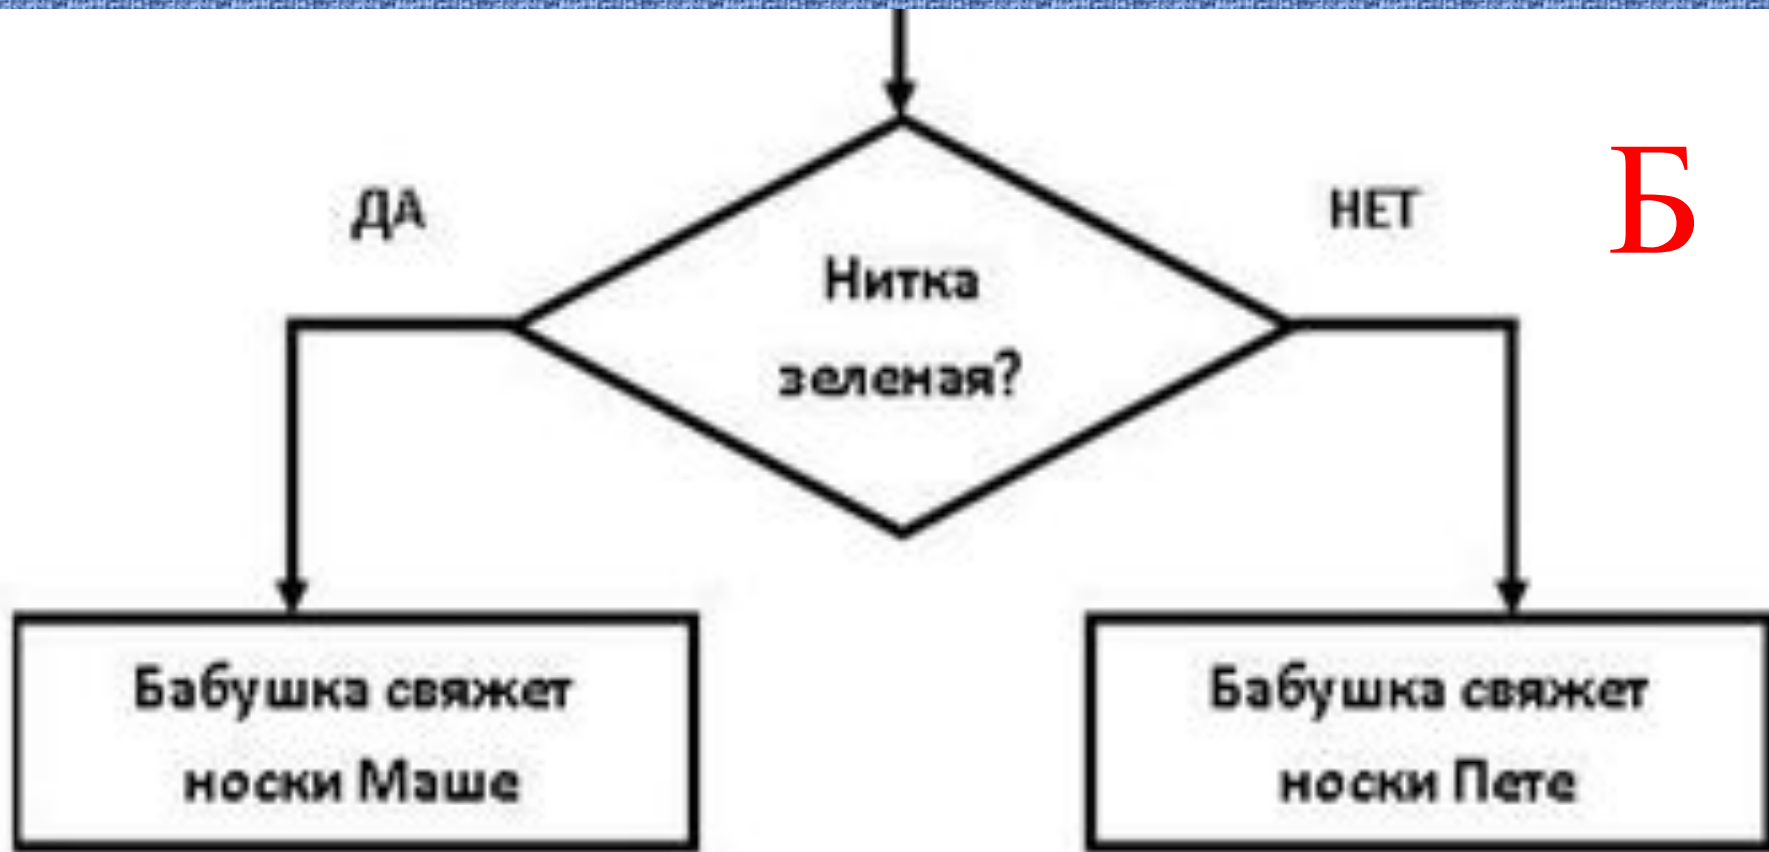 ДА
НЕТ
Б
Нитка
зеленая?
Бабушка свяжет
носки Маше
Бабушка свяжет
носки Пете